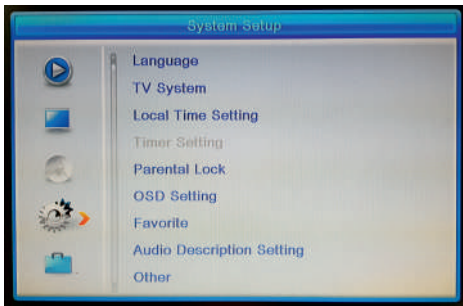 System Setup
Language
TV System
Local Time Setting
Timer Setting
Parental Lock
OSD Setting
Favorite
Audio Description Setting
Other